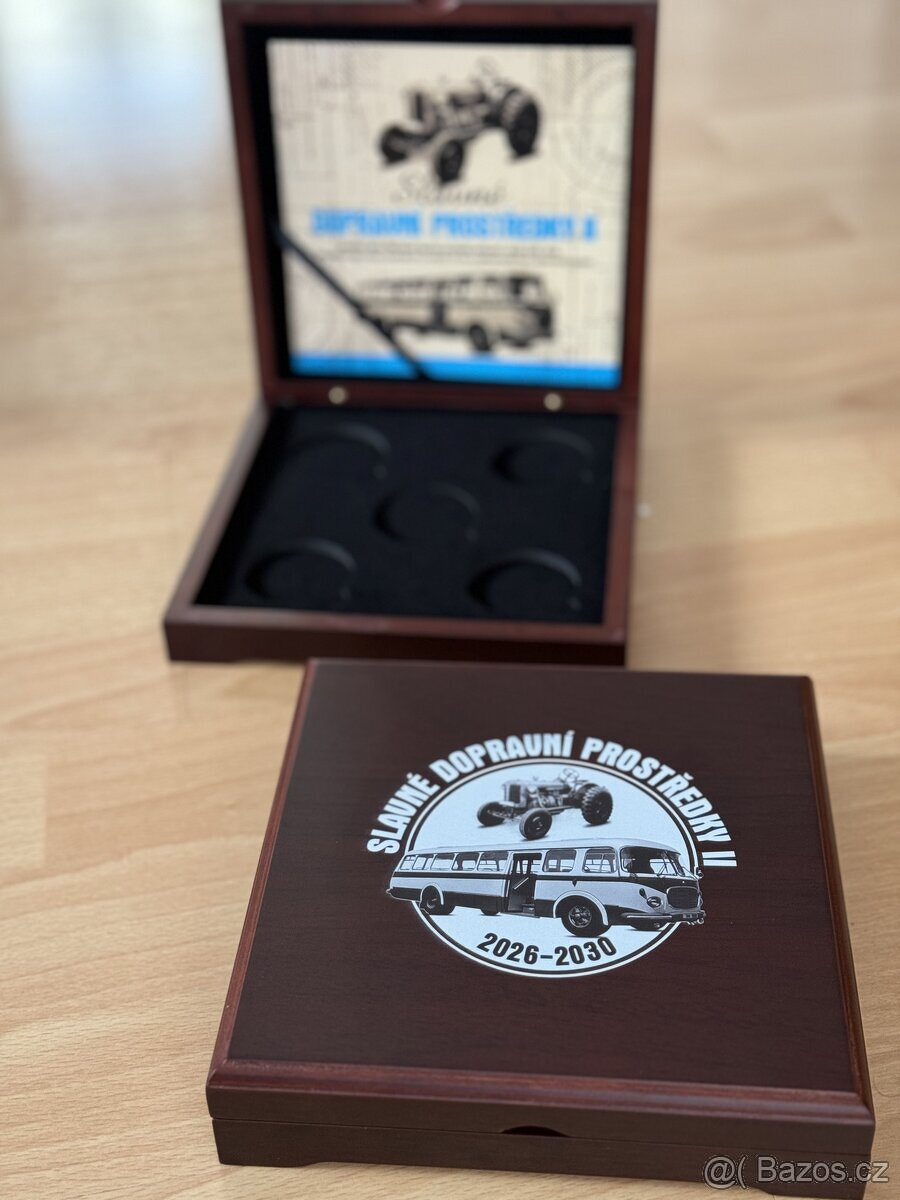 Slavné
DOPRAVNÍ PROSTŘEDKY II
SLAVNÉ DOPRAVNÍ PROSTŘEDKY II
2026–2030
@( Bazos.cz